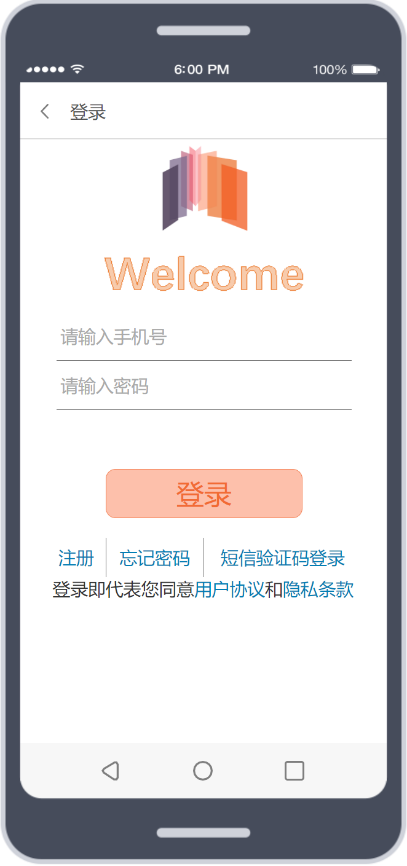 6:00 PM 100%
登录
Welcome
请输入手机号
请输入密码
登录
注册 忘记密码 短信验证码登录
登录即代表您同意用户协议和隐私条款